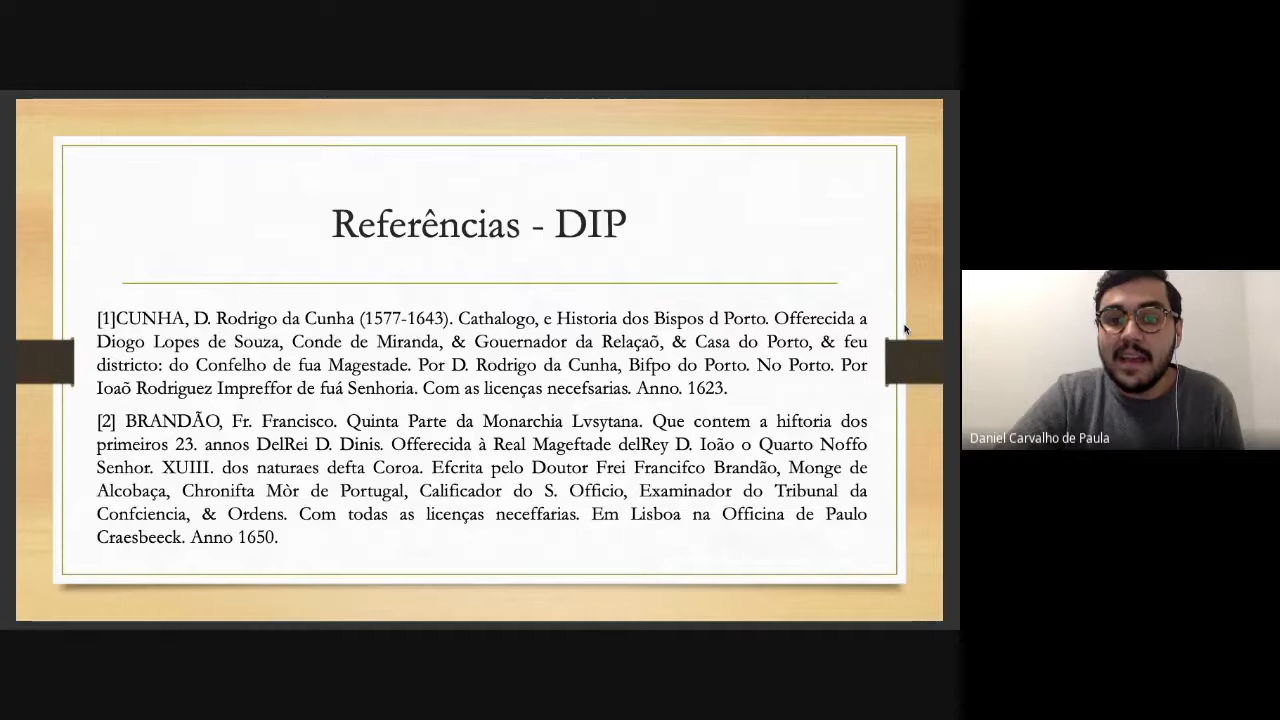 Referências - DIP
[1]CUNHA, D. Rodrigo da Cunha (1577-1643). Cathalogo, e Historia dos Bispos d Porto. Offerecida a
Diogo Lopes de Souza, Conde de Miranda, & Gouernador da Relaçaõ, & Casa do Porto, & feu
districto: do Confelho de fua Magestade. Por D. Rodrigo da Cunha, Bifpo do Porto. No Porto. Por
Ioaõ Rodriguez Impreffor de fuá Senhoria. Com as licenças necefsarias. Anno. 1623.
[2] BRANDÃO, Fr. Francisco. Quinta Parte da Monarchia Lvsytana. Que contem a hiftoria dos
primeiros 23. annos DelRei D. Dinis. Offerecida à Real Mageftade delRey D. Ioão o Quarto Noffo
Senhor. XUIII. dos naturaes defta Coroa. Efcrita pelo Doutor Frei Francifco Brandão, Monge de
Alcobaça, Chronifta Mòr de Portugal, Calificador do S. Officio, Examinador do Tribunal da
Confciencia, & Ordens. Com todas as licenças neceffarias. Em Lisboa na Officina de Paulo
Craesbeeck. Anno 1650.
Daniel Carvalho de Paula